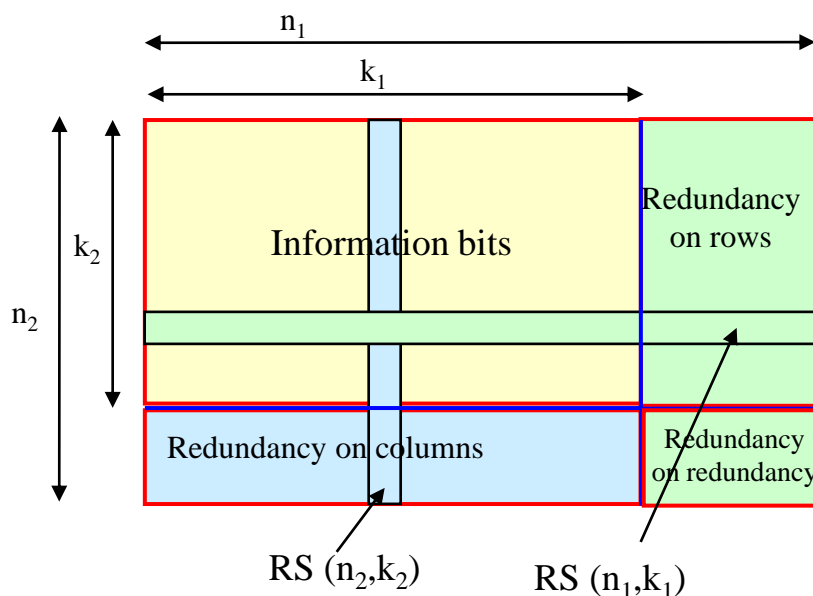 n₁
k₁
Redundancy
on rows
k₂
Information bits
n₂
Redundancy on columns
Redundancy
on redundancy
RS (n₂,k₂)
RS (n₁,k₁)